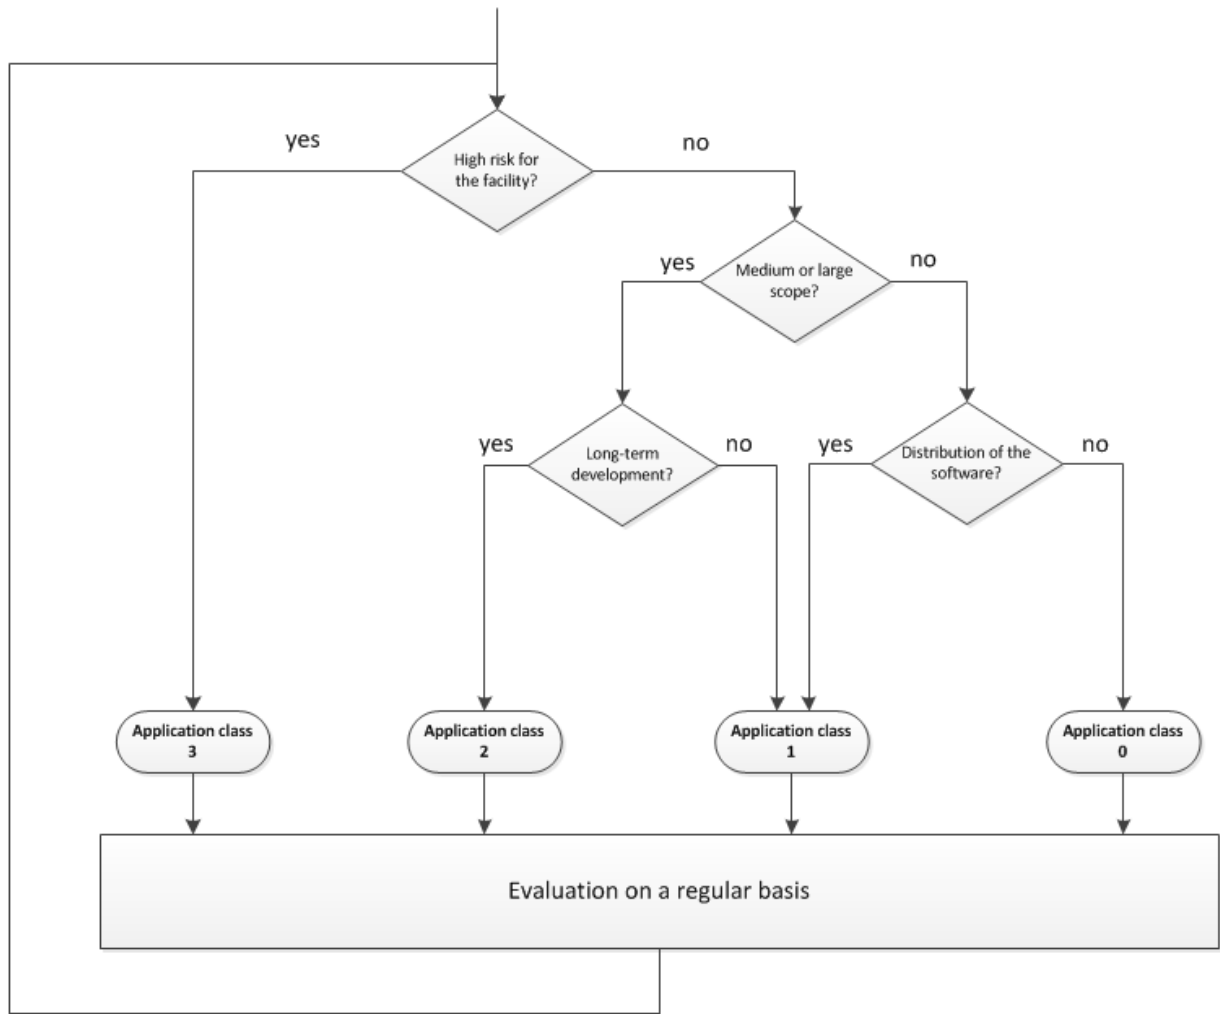 yes
no
High risk for
the facility?
yes
no
Medium or large
scope?
yes
no
yes
no
Long-term
development?
Distribution of the
software?
Application class
3
Application class
2
Application class
1
Application class
0
Evaluation on a regular basis